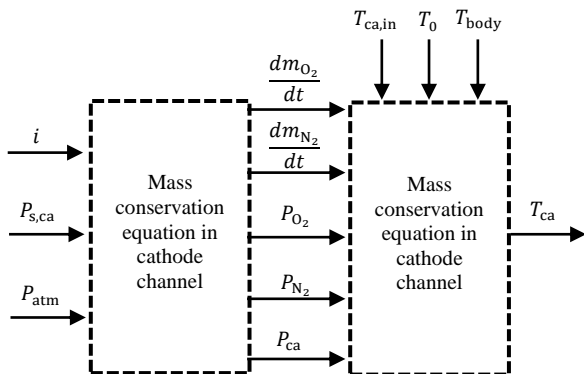 T_ca,in T_0 T_body
dm_O₂/dt
dm_N₂/dt
i
P_s,ca
P_atm
Mass
conservation
equation in
cathode
channel
P_O₂
P_N₂
P_ca
Mass
conservation
equation in
cathode
channel
T_ca